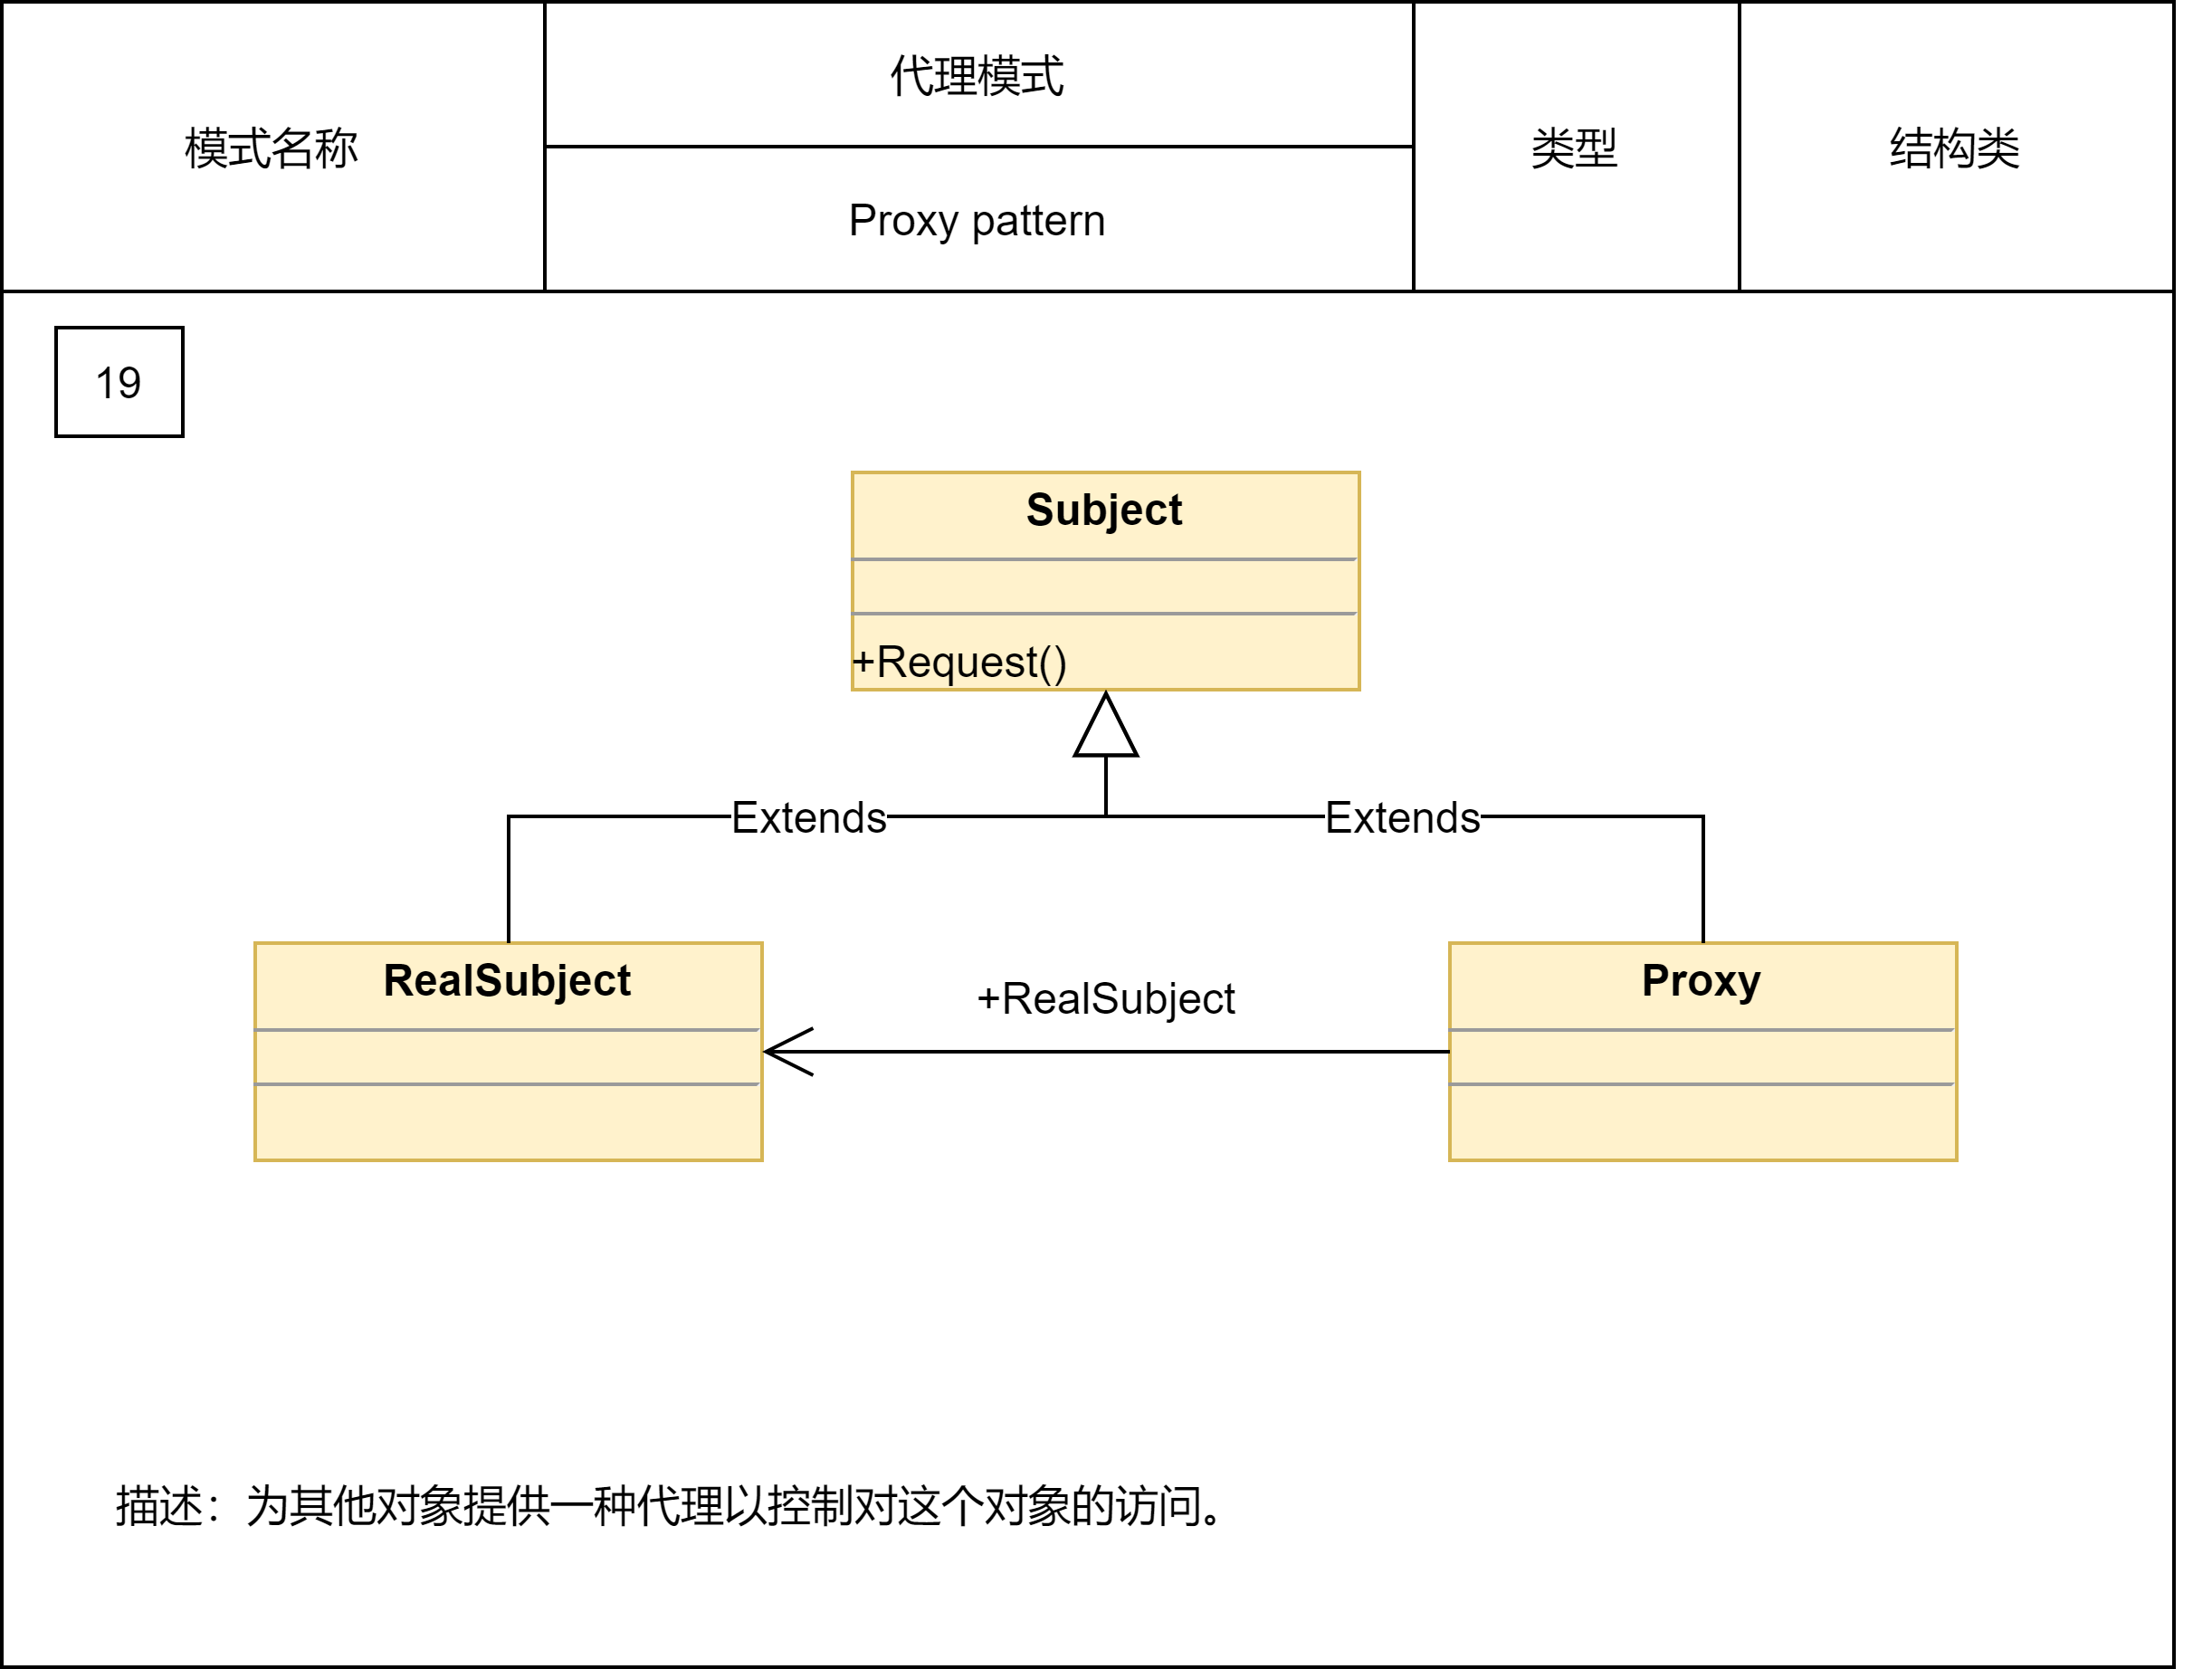 模式名称
代理模式
Proxy pattern
类型
结构类
19
Subject
+Request()
Extends
Extends
RealSubject
+RealSubject
Proxy
描述：为其他对象提供一种代理以控制对这个对象的访问。